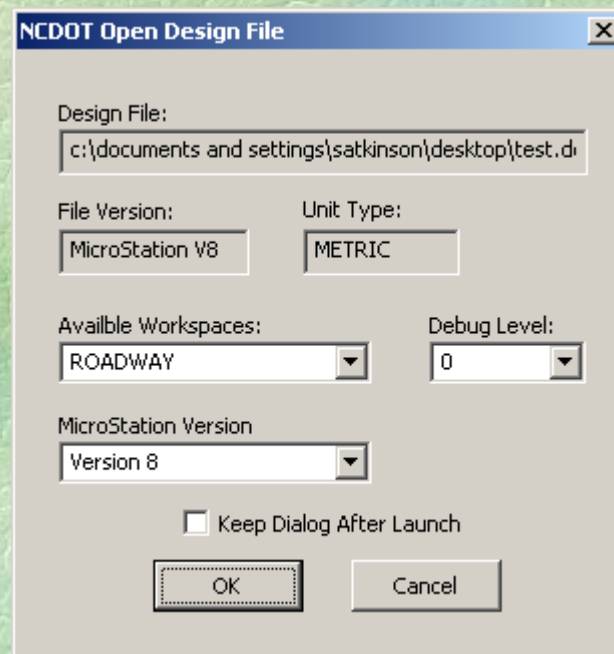 NCDOT Open Design File
Design File:
c:\documents and settings\satkinson\desktop\test.d
File Version:
Unit Type:
MicroStation V8
METRIC
Availble Workspaces:
Debug Level:
ROADWAY
0
MicroStation Version
Version 8
Keep Dialog After Launch
OK
Cancel